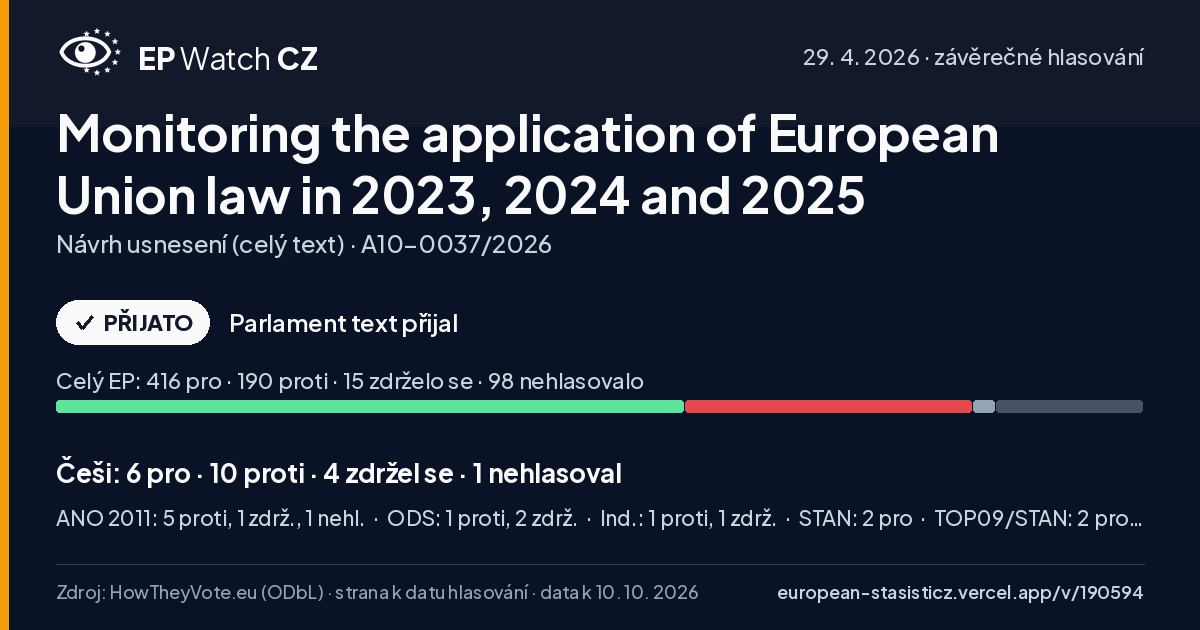 EP Watch CZ
29. 4. 2026 · závěrečné hlasování
Monitoring the application of European
Union law in 2023, 2024 and 2025
Návrh usnesení (celý text) · A10-0037/2026
✓ PŘIJATO
Parlament text přijal
Celý EP: 416 pro · 190 proti · 15 zdrželo se · 98 nehlasovalo
Češi: 6 pro · 10 proti · 4 zdržel se · 1 nehlasoval
ANO 2011: 5 proti, 1 zdrž., 1 nehl. · ODS: 1 proti, 2 zdrž. · Ind.: 1 proti, 1 zdrž. · STAN: 2 pro · TOP09/STAN: 2 pro…
Zdroj: HowTheyVote.eu (ODbL) · strana k datu hlasování · data k 10. 10. 2026
european-stasisticz.vercel.app/v/190594